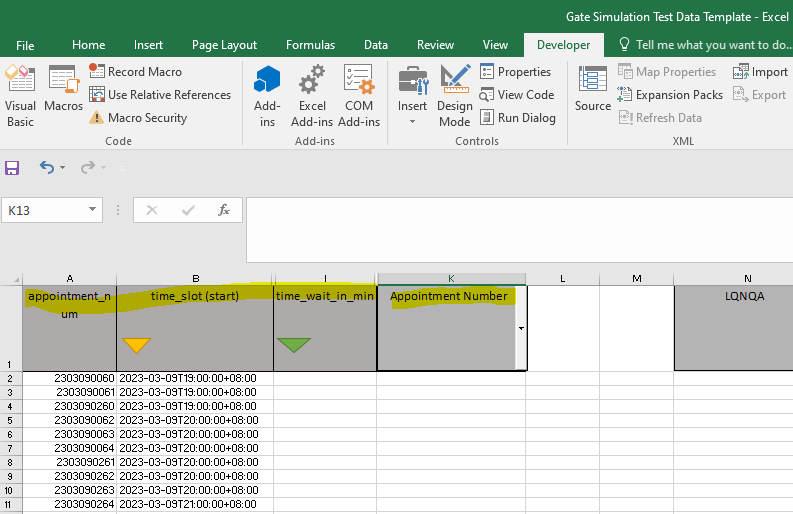 Gate Simulation Test Data Template - Excel
File Home Insert Page Layout Formulas Data Review View Developer Tell me what you want to do...
Visual Basic
Macros
Record Macro
Use Relative References
Macro Security
Code
Add-ins
Excel Add-ins
COM Add-ins
Add-ins
Insert
Design Mode
Properties
View Code
Run Dialog
Controls
Source
Map Properties
Expansion Packs
Refresh Data
Import
Export
XML
K13 fx
A B I K L M N
1 appointment_num time_slot (start) time_wait_in_min Appointment Number LQNQA
2 2303090060 2023-03-09T19:00:00+08:00
3 2303090061 2023-03-09T19:00:00+08:00
4 2303090260 2023-03-09T19:00:00+08:00
5 2303090062 2023-03-09T20:00:00+08:00
6 2303090063 2023-03-09T20:00:00+08:00
7 2303090064 2023-03-09T20:00:00+08:00
8 2303090261 2023-03-09T20:00:00+08:00
9 2303090262 2023-03-09T20:00:00+08:00
10 2303090263 2023-03-09T20:00:00+08:00
11 2303090264 2023-03-09T21:00:00+08:00